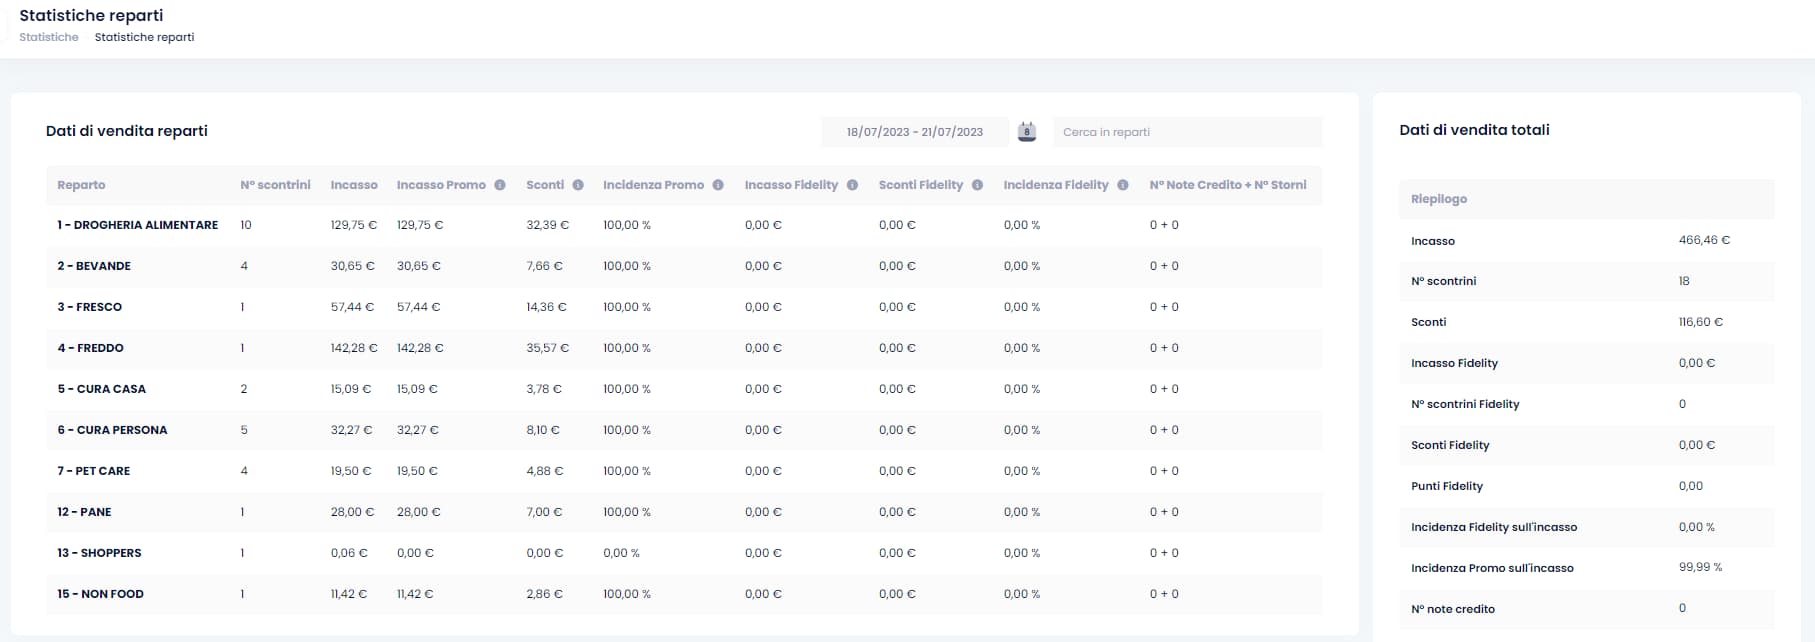 Statistiche reparti
Statistiche Statistiche reparti
Dati di vendita reparti
18/07/2023 - 21/07/2023
8
Cerca in reparti
Reparto N° scontrini Incasso Incasso Promo i Sconti i Incidenza Promo i Incasso Fidelity i Sconti Fidelity i Incidenza Fidelity i N° Note Credito + N° Storni
1 - DROGHERIA ALIMENTARE 10 129,75 € 129,75 € 32,39 € 100,00 % 0,00 € 0,00 € 0,00 % 0 + 0
2 - BEVANDE 4 30,65 € 30,65 € 7,66 € 100,00 % 0,00 € 0,00 € 0,00 % 0 + 0
3 - FRESCO 1 57,44 € 57,44 € 14,36 € 100,00 % 0,00 € 0,00 € 0,00 % 0 + 0
4 - FREDDO 1 142,28 € 142,28 € 35,57 € 100,00 % 0,00 € 0,00 € 0,00 % 0 + 0
5 - CURA CASA 2 15,09 € 15,09 € 3,78 € 100,00 % 0,00 € 0,00 € 0,00 % 0 + 0
6 - CURA PERSONA 5 32,27 € 32,27 € 8,10 € 100,00 % 0,00 € 0,00 € 0,00 % 0 + 0
7 - PET CARE 4 19,50 € 19,50 € 4,88 € 100,00 % 0,00 € 0,00 € 0,00 % 0 + 0
12 - PANE 1 28,00 € 28,00 € 7,00 € 100,00 % 0,00 € 0,00 € 0,00 % 0 + 0
13 - SHOPPERS 1 0,06 € 0,00 € 0,00 € 0,00 % 0,00 € 0,00 € 0,00 % 0 + 0
15 - NON FOOD 1 11,42 € 11,42 € 2,86 € 100,00 % 0,00 € 0,00 € 0,00 % 0 + 0
Dati di vendita totali
Riepilogo
Incasso 466,46 €
N° scontrini 18
Sconti 116,60 €
Incasso Fidelity 0,00 €
N° scontrini Fidelity 0
Sconti Fidelity 0,00 €
Punti Fidelity 0,00
Incidenza Fidelity sull'incasso 0,00 %
Incidenza Promo sull'incasso 99,99 %
N° note credito 0